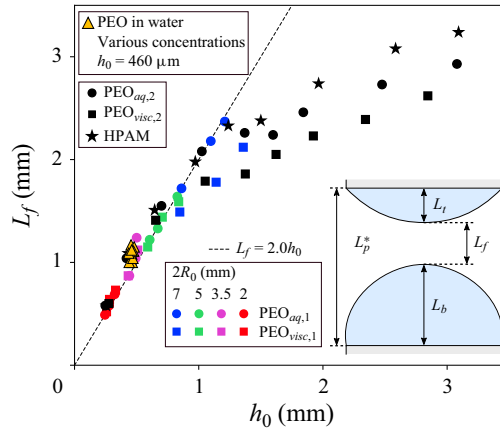 PEO in water
Various concentrations
h₀ = 460 μm
PEOaq,2
PEOvisc,2
HPAM
Lf = 2.0h₀
2R₀ (mm)
7 5 3.5 2
PEOaq,1
PEOvisc,1
Lt
L*p
Lf
Lb
Lf (mm)
3
2
1
0
0 1 2 3
h₀ (mm)